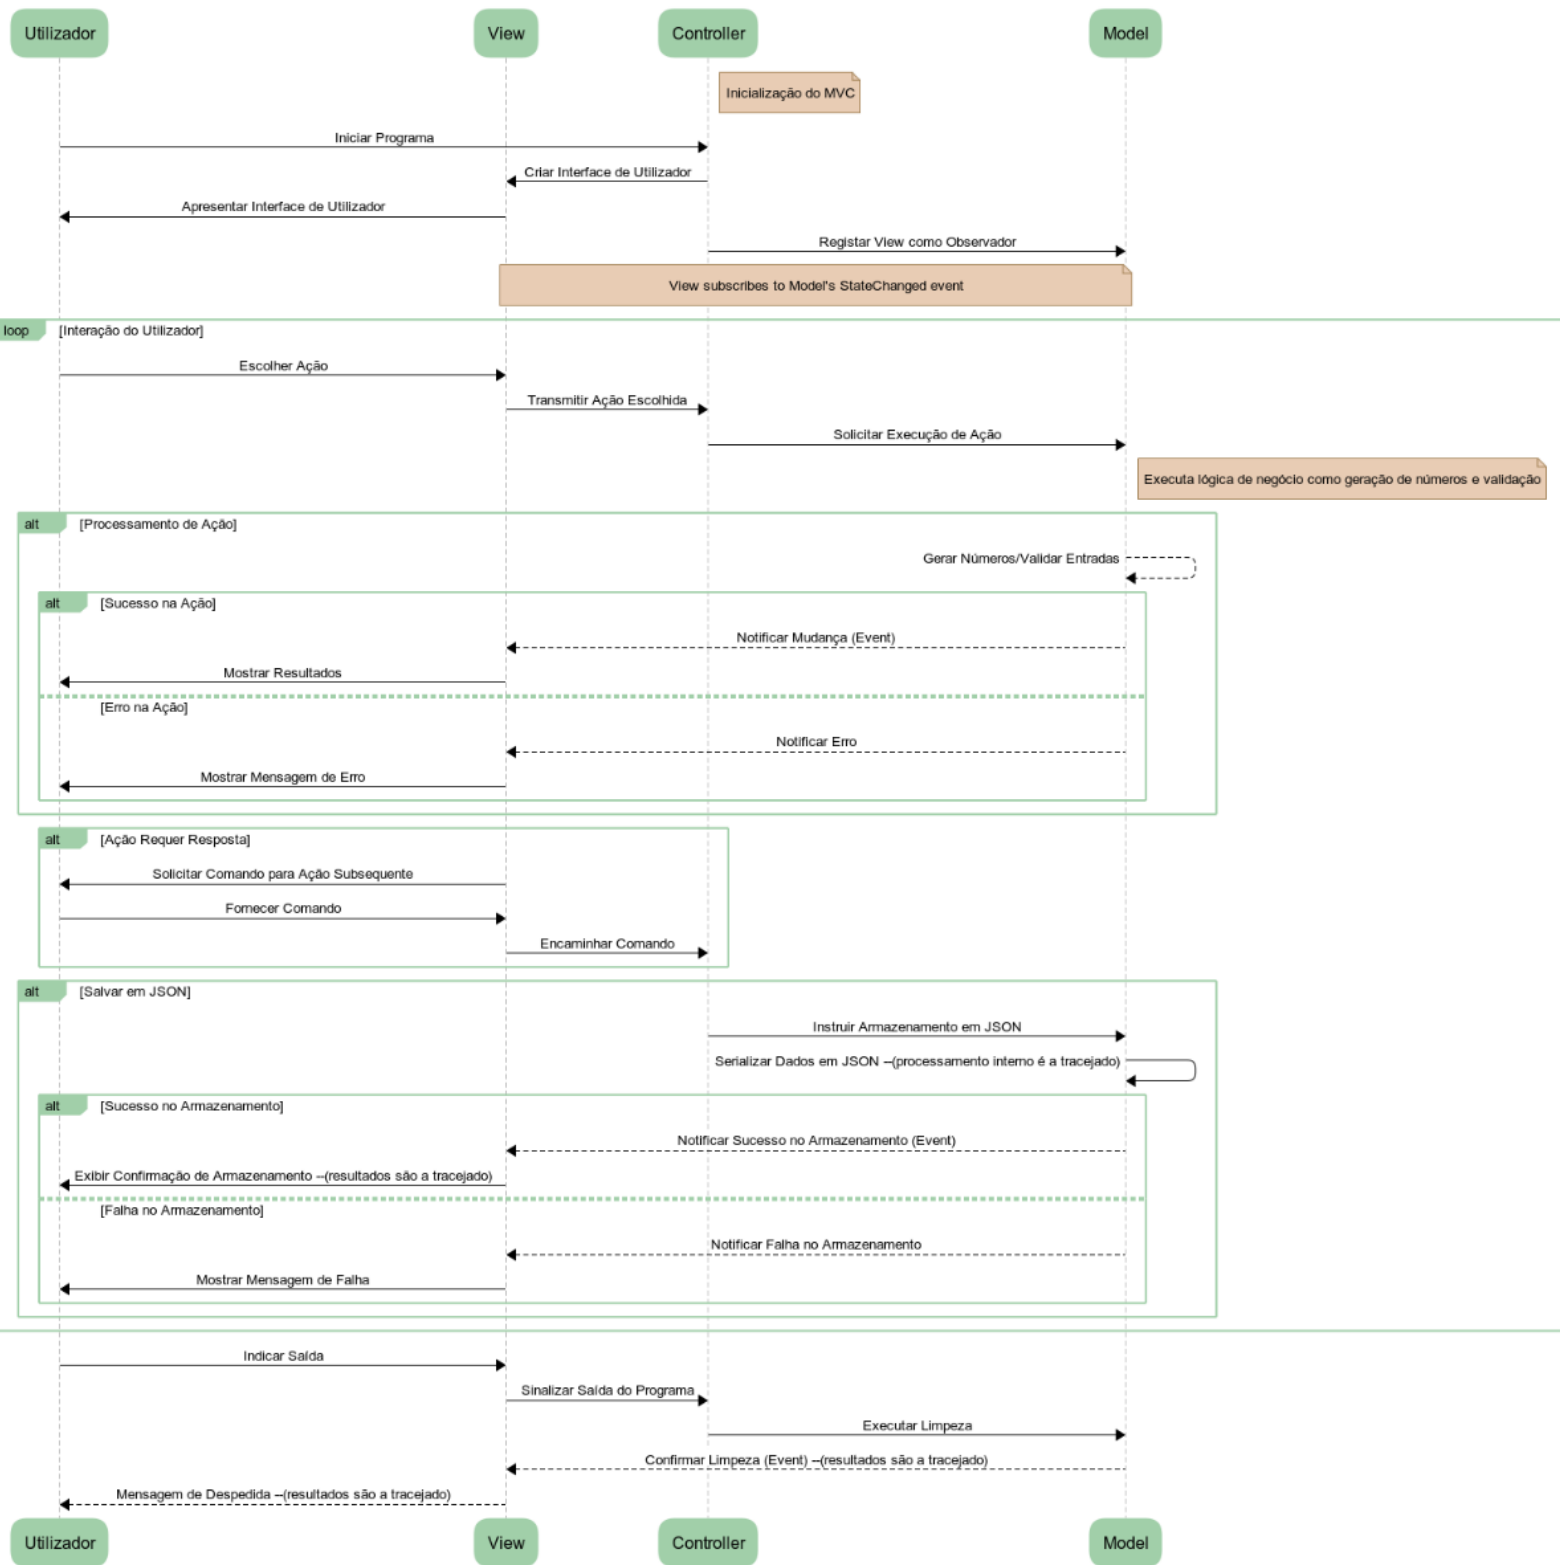 Utilizador
View
Controller
Model
Inicialização do MVC
Iniciar Programa
Criar Interface de Utilizador
Apresentar Interface de Utilizador
Registar View como Observador
View subscribes to Model's StateChanged event
loop
[Interação do Utilizador]
Escolher Ação
Transmitir Ação Escolhida
Solicitar Execução de Ação
Executa lógica de negócio como geração de números e validação
alt
[Processamento de Ação]
Gerar Números/Validar Entradas
alt
[Sucesso na Ação]
Notificar Mudança (Event)
Mostrar Resultados
[Erro na Ação]
Notificar Erro
Mostrar Mensagem de Erro
alt
[Ação Requer Resposta]
Solicitar Comando para Ação Subsequente
Fornecer Comando
Encaminhar Comando
alt
[Salvar em JSON]
Instruir Armazenamento em JSON
Serializar Dados em JSON --(processamento interno é a tracejado)
alt
[Sucesso no Armazenamento]
Notificar Sucesso no Armazenamento (Event)
Exibir Confirmação de Armazenamento --(resultados são a tracejado)
[Falha no Armazenamento]
Notificar Falha no Armazenamento
Mostrar Mensagem de Falha
Indicar Saída
Sinalizar Saída do Programa
Executar Limpeza
Confirmar Limpeza (Event) --(resultados são a tracejado)
Mensagem de Despedida --(resultados são a tracejado)
Utilizador
View
Controller
Model